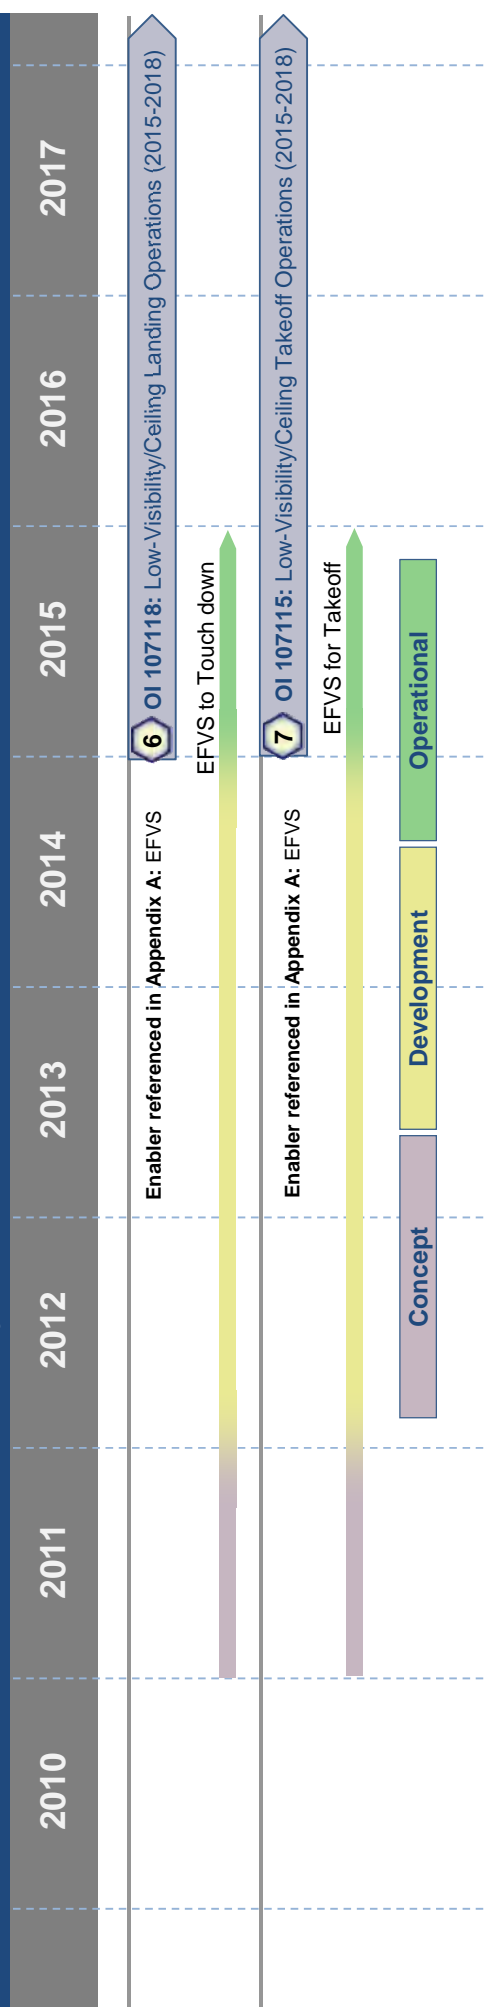 2010
2011
2012
2013
2014
2015
2016
2017
6
OI 107118: Low-Visibility/Ceiling Landing Operations (2015-2018)
Enabler referenced in Appendix A: EFVS
EFVS to Touch down
7
OI 107115: Low-Visibility/Ceiling Takeoff Operations (2015-2018)
Enabler referenced in Appendix A: EFVS
EFVS for Takeoff
Concept
Development
Operational